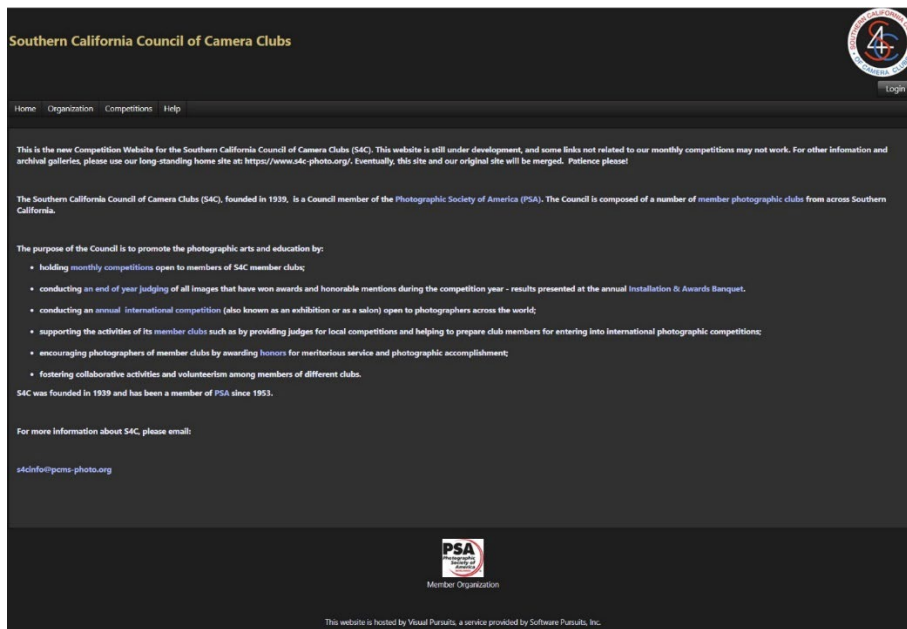 Southern California Council of Camera Clubs
SOUTHERN CALIFORNIA COUNCIL
OF CAMERA CLUBS
S4C
Login
Home Organization Competitions Help
This is the new Competition Website for the Southern California Council of Camera Clubs (S4C). This website is still under development, and some links not related to our monthly competitions may not work. For other infomation and
archival galleries, please use our long-standing home site at: https://www.s4c-photo.org/. Eventually, this site and our original site will be merged. Patience please!
The Southern California Council of Camera Clubs (S4C), founded in 1939, is a Council member of the Photographic Society of America (PSA). The Council is composed of a number of member photographic clubs from across Southern
California.
The purpose of the Council is to promote the photographic arts and education by:
• holding monthly competitions open to members of S4C member clubs;
• conducting an end of year judging of all images that have won awards and honorable mentions during the competition year - results presented at the annual Installation & Awards Banquet.
• conducting an annual international competition (also known as an exhibition or as a salon) open to photographers across the world;
• supporting the activities of its member clubs such as by providing judges for local competitions and helping to prepare club members for entering into international photographic competitions;
• encouraging photographers of member clubs by awarding honors for meritorious service and photographic accomplishment;
• fostering collaborative activities and volunteerism among members of different clubs.
S4C was founded in 1939 and has been a member of PSA since 1953.
For more information about S4C, please email:
s4cinfo@pcms-photo.org
PSA
Photographic
Society of
America
Member Organization
This website is hosted by Visual Pursuits, a service provided by Software Pursuits, Inc.